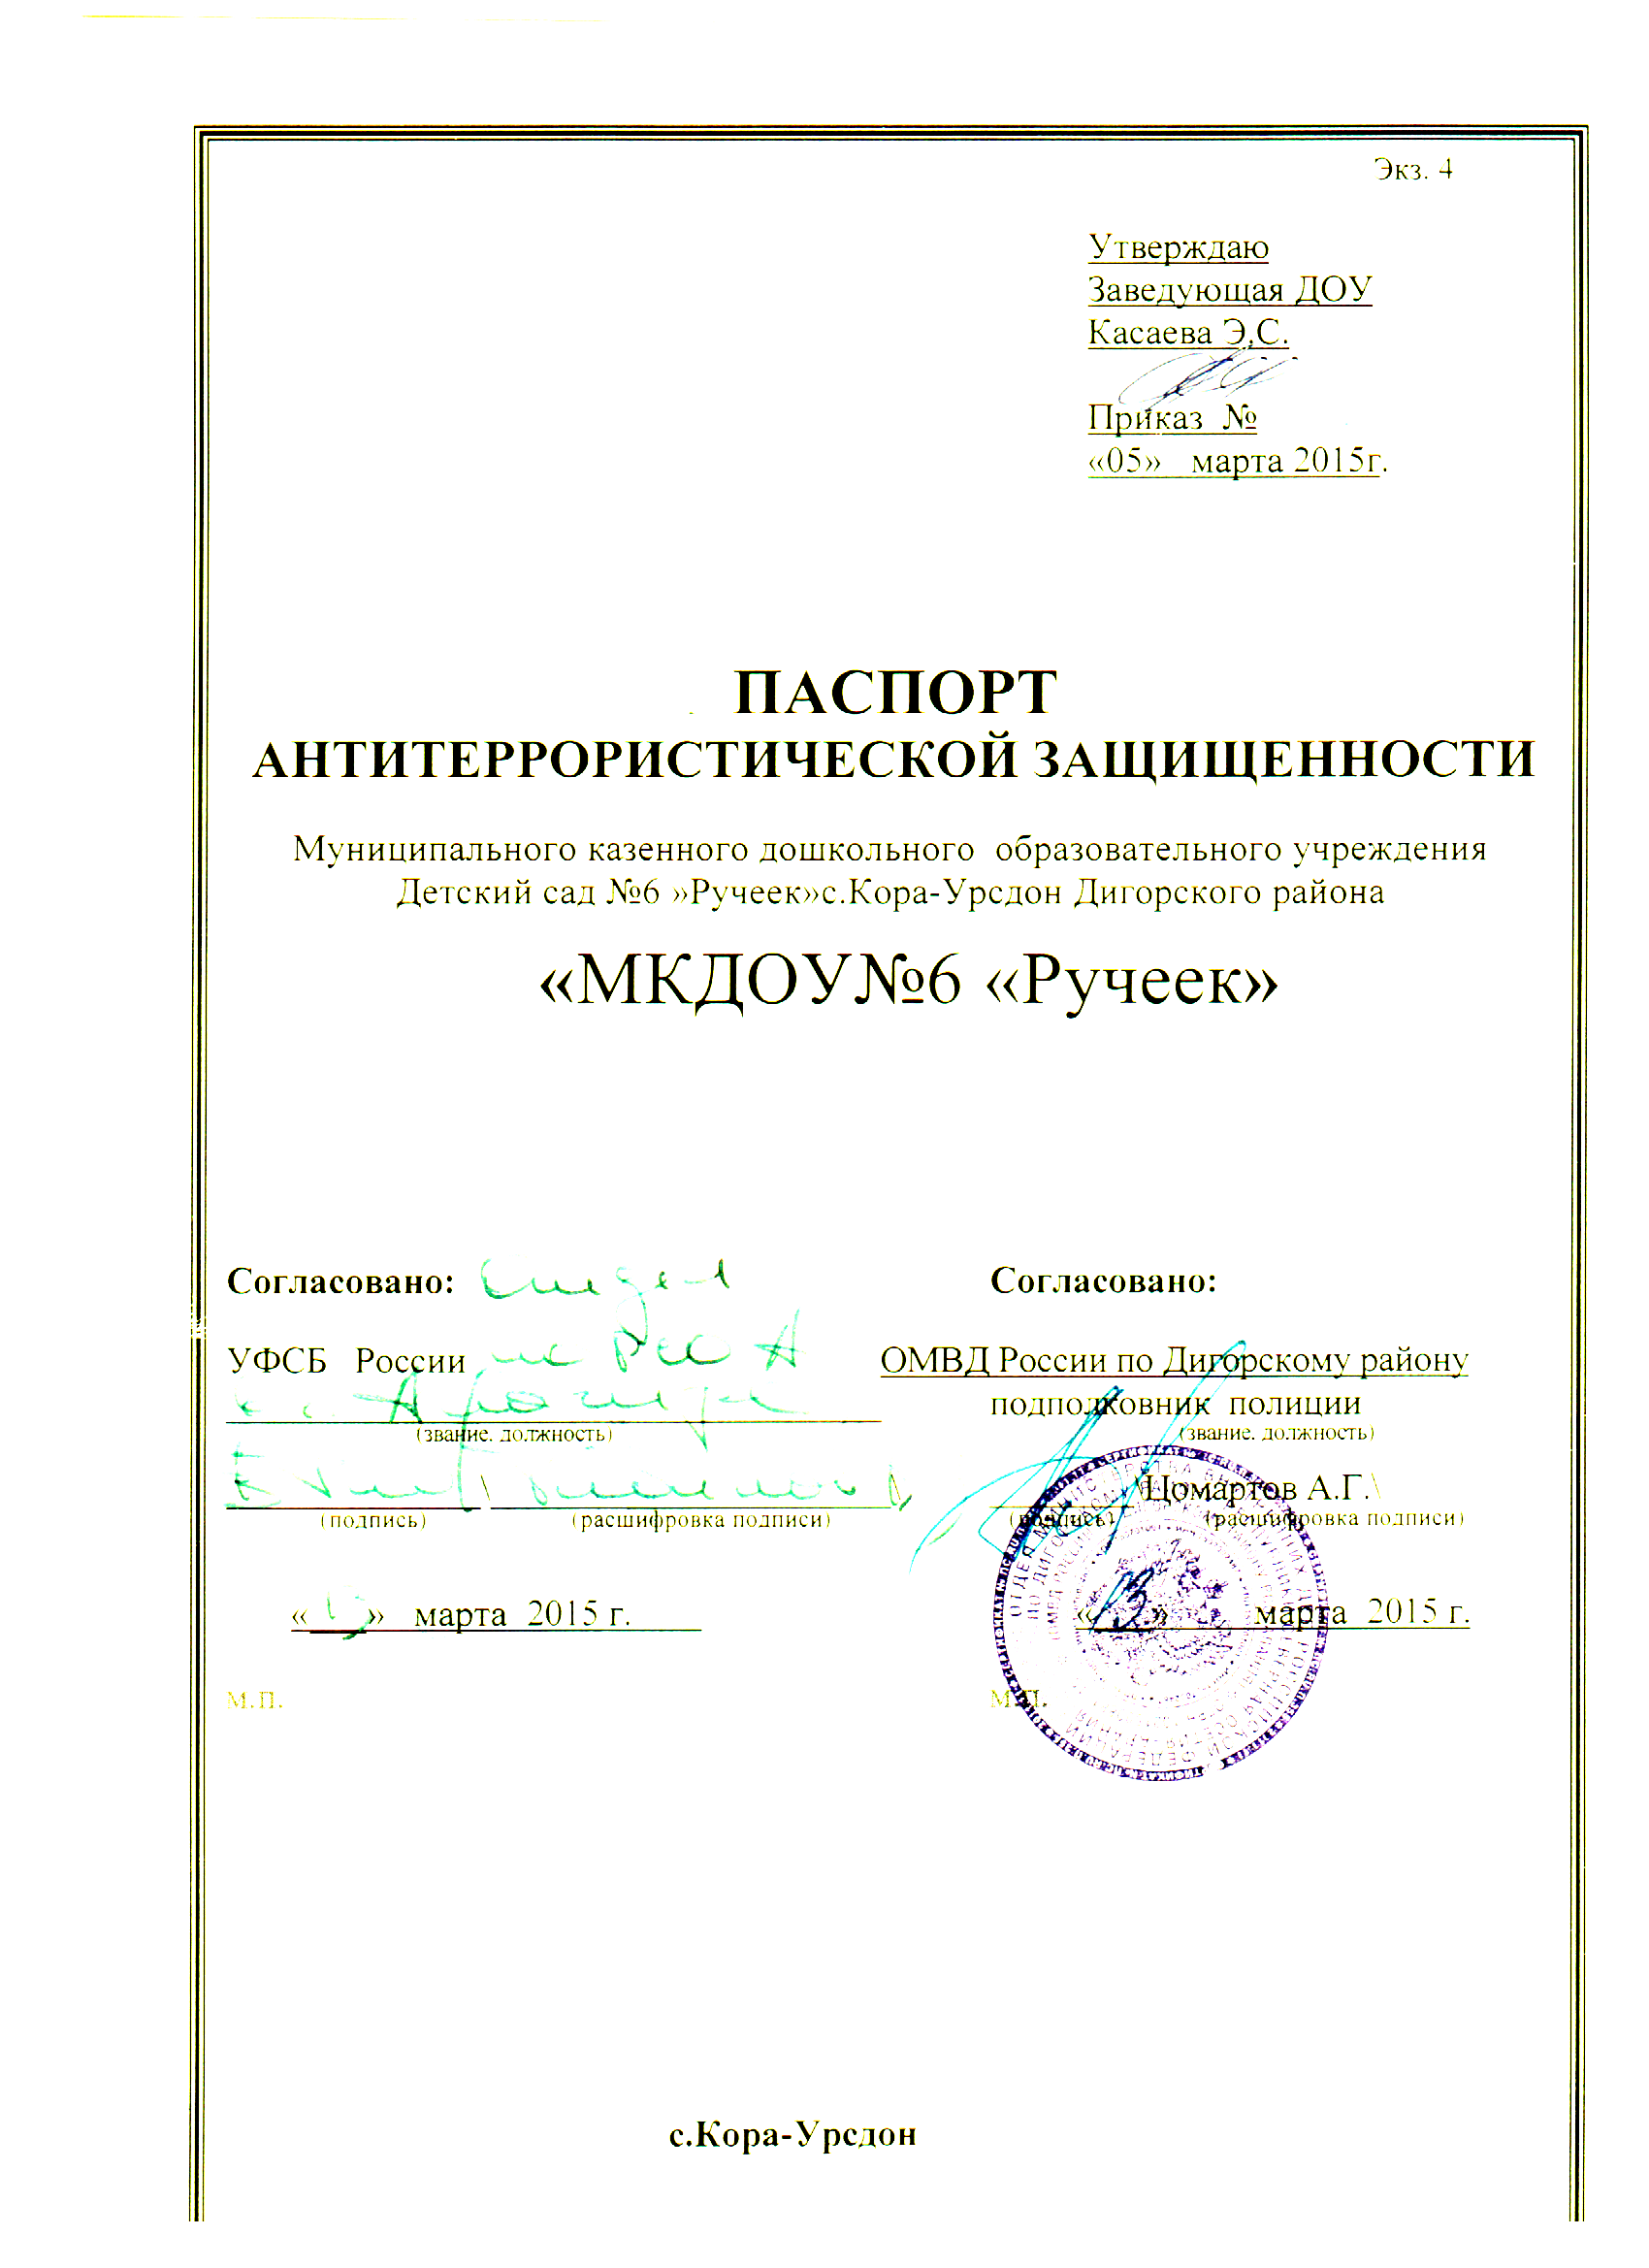 Экз. 4
Утверждаю
Заведующая ДОУ
Касаева Э.С.
Приказ №
«05» марта 2015г.
ПАСПОРТ
АНТИТЕРРОРИСТИЧЕСКОЙ ЗАЩИЩЕННОСТИ
Муниципального казенного дошкольного образовательного учреждения
Детский сад №6 »Ручеек»с.Кора-Урсдон Дигорского района
«МКДОУ№6 «Ручеек»
Согласовано:
УФСБ России
(звание. должность)
\
(подпись) (расшифровка подписи)
« » марта 2015 г.
М.П.
Согласовано:
ОМВД России по Дигорскому району
подполковник полиции
(звание. должность)
\Цомартов А.Г.\
(подпись) (расшифровка подписи)
«13» марта 2015 г.
М.П.
с.Кора-Урсдон